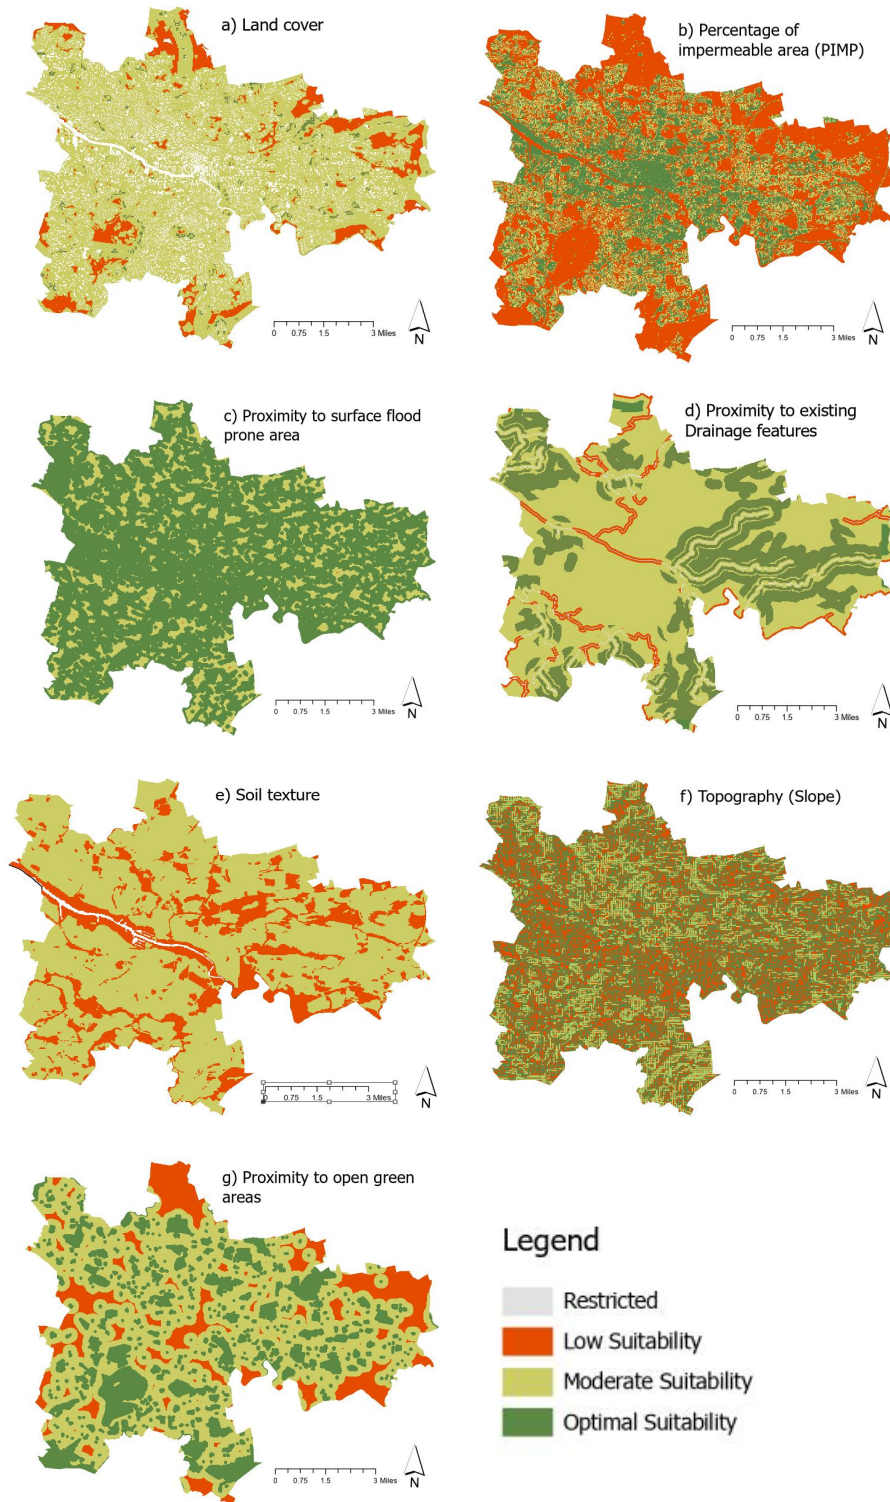 a) Land cover
0 0.75 1.5 3 Miles
N
b) Percentage of
impermeable area (PIMP)
0 0.75 1.5 3 Miles
N
c) Proximity to surface flood
prone area
0 0.75 1.5 3 Miles
N
d) Proximity to existing
Drainage features
0 0.75 1.5 3 Miles
N
e) Soil texture
0 0.75 1.5 3 Miles
N
f) Topography (Slope)
0 0.75 1.5 3 Miles
N
g) Proximity to open green
areas
0 0.75 1.5 3 Miles
N
Legend
Restricted
Low Suitability
Moderate Suitability
Optimal Suitability